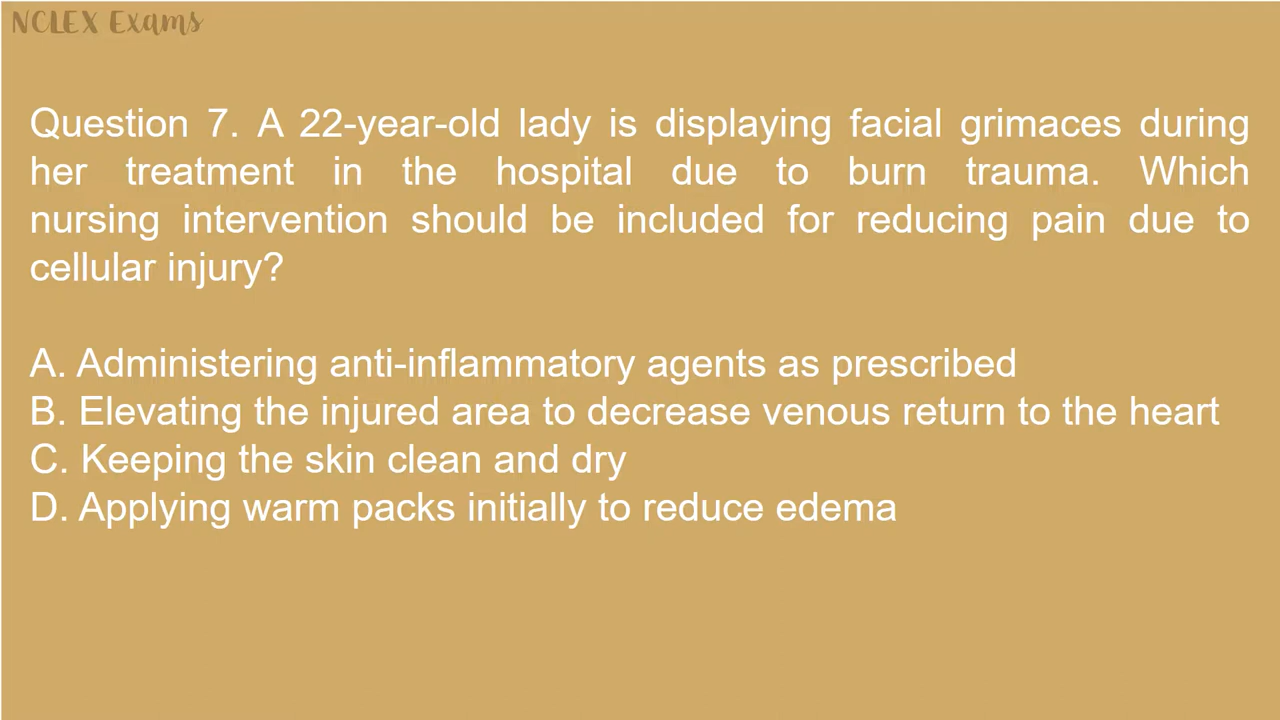 NCLEX Exams
Question 7. A 22-year-old lady is displaying facial grimaces during
her treatment in the hospital due to burn trauma. Which
nursing intervention should be included for reducing pain due to
cellular injury?
A. Administering anti-inflammatory agents as prescribed
B. Elevating the injured area to decrease venous return to the heart
C. Keeping the skin clean and dry
D. Applying warm packs initially to reduce edema